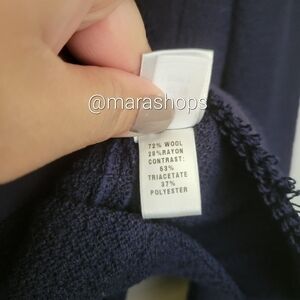 @marashops
72% WOOL
28% RAYON
CONTRAST:
63%
TRIACETATE
37%
POLYESTER